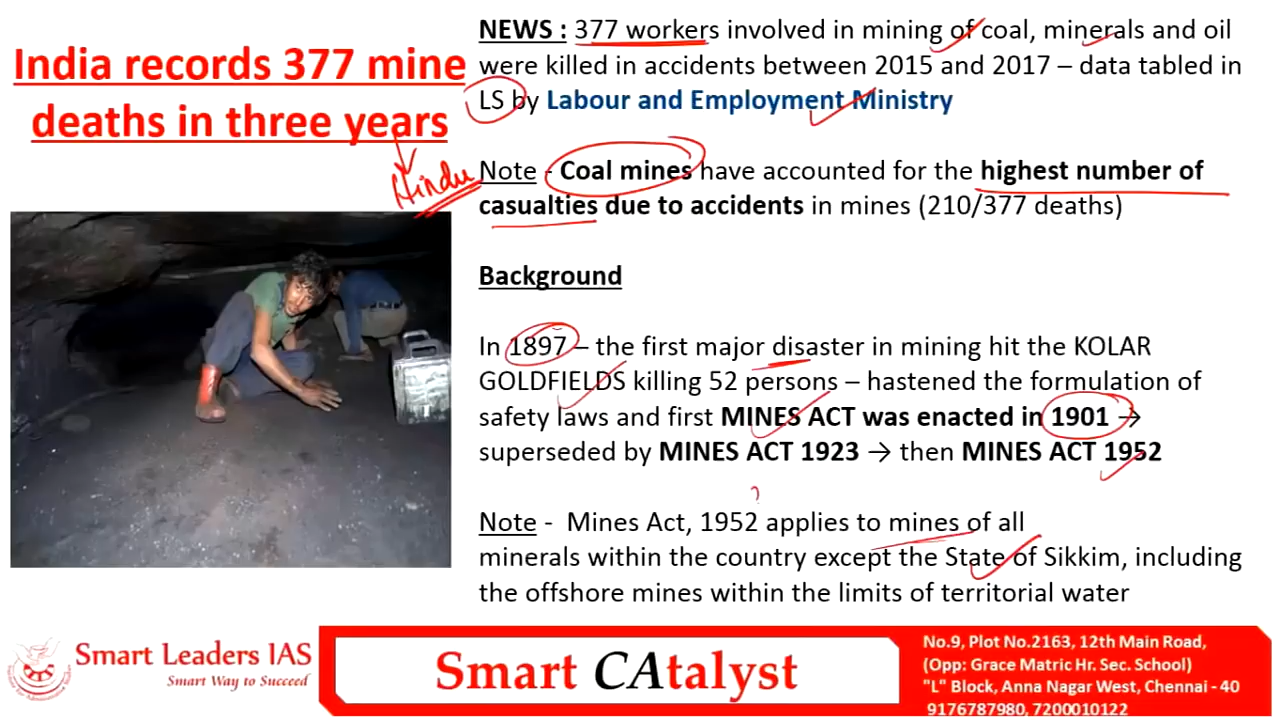 India records 377 mine
deaths in three years
Hindu
NEWS : 377 workers involved in mining of coal, minerals and oil
were killed in accidents between 2015 and 2017 – data tabled in
LS by Labour and Employment Ministry
Note - Coal mines have accounted for the highest number of
casualties due to accidents in mines (210/377 deaths)
Background
In 1897 – the first major disaster in mining hit the KOLAR
GOLDFIELDS killing 52 persons – hastened the formulation of
safety laws and first MINES ACT was enacted in 1901 →
superseded by MINES ACT 1923 → then MINES ACT 1952
Note - Mines Act, 1952 applies to mines of all
minerals within the country except the State of Sikkim, including
the offshore mines within the limits of territorial water
Smart Leaders IAS
Smart Way to Succeed
Smart CAtalyst
No.9, Plot No.2163, 12th Main Road,
(Opp: Grace Matric Hr. Sec. School)
"L" Block, Anna Nagar West, Chennai - 40
9176787980, 7200010122